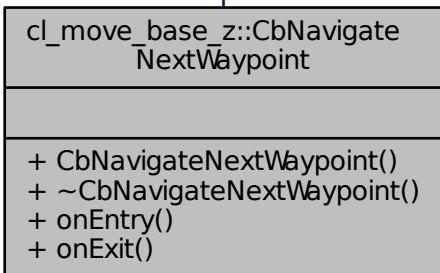 cl_move_base_z::CbNavigate
NextWaypoint
+ CbNavigateNextWaypoint()
+ ~CbNavigateNextWaypoint()
+ onEntry()
+ onExit()